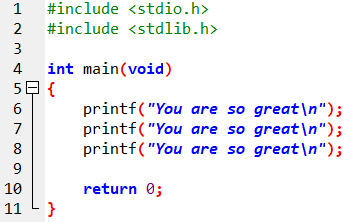 1 #include <stdio.h>
2 #include <stdlib.h>
3
4 int main(void)
5 {
6     printf("You are so great\n");
7     printf("You are so great\n");
8     printf("You are so great\n");
9
10     return 0;
11 }